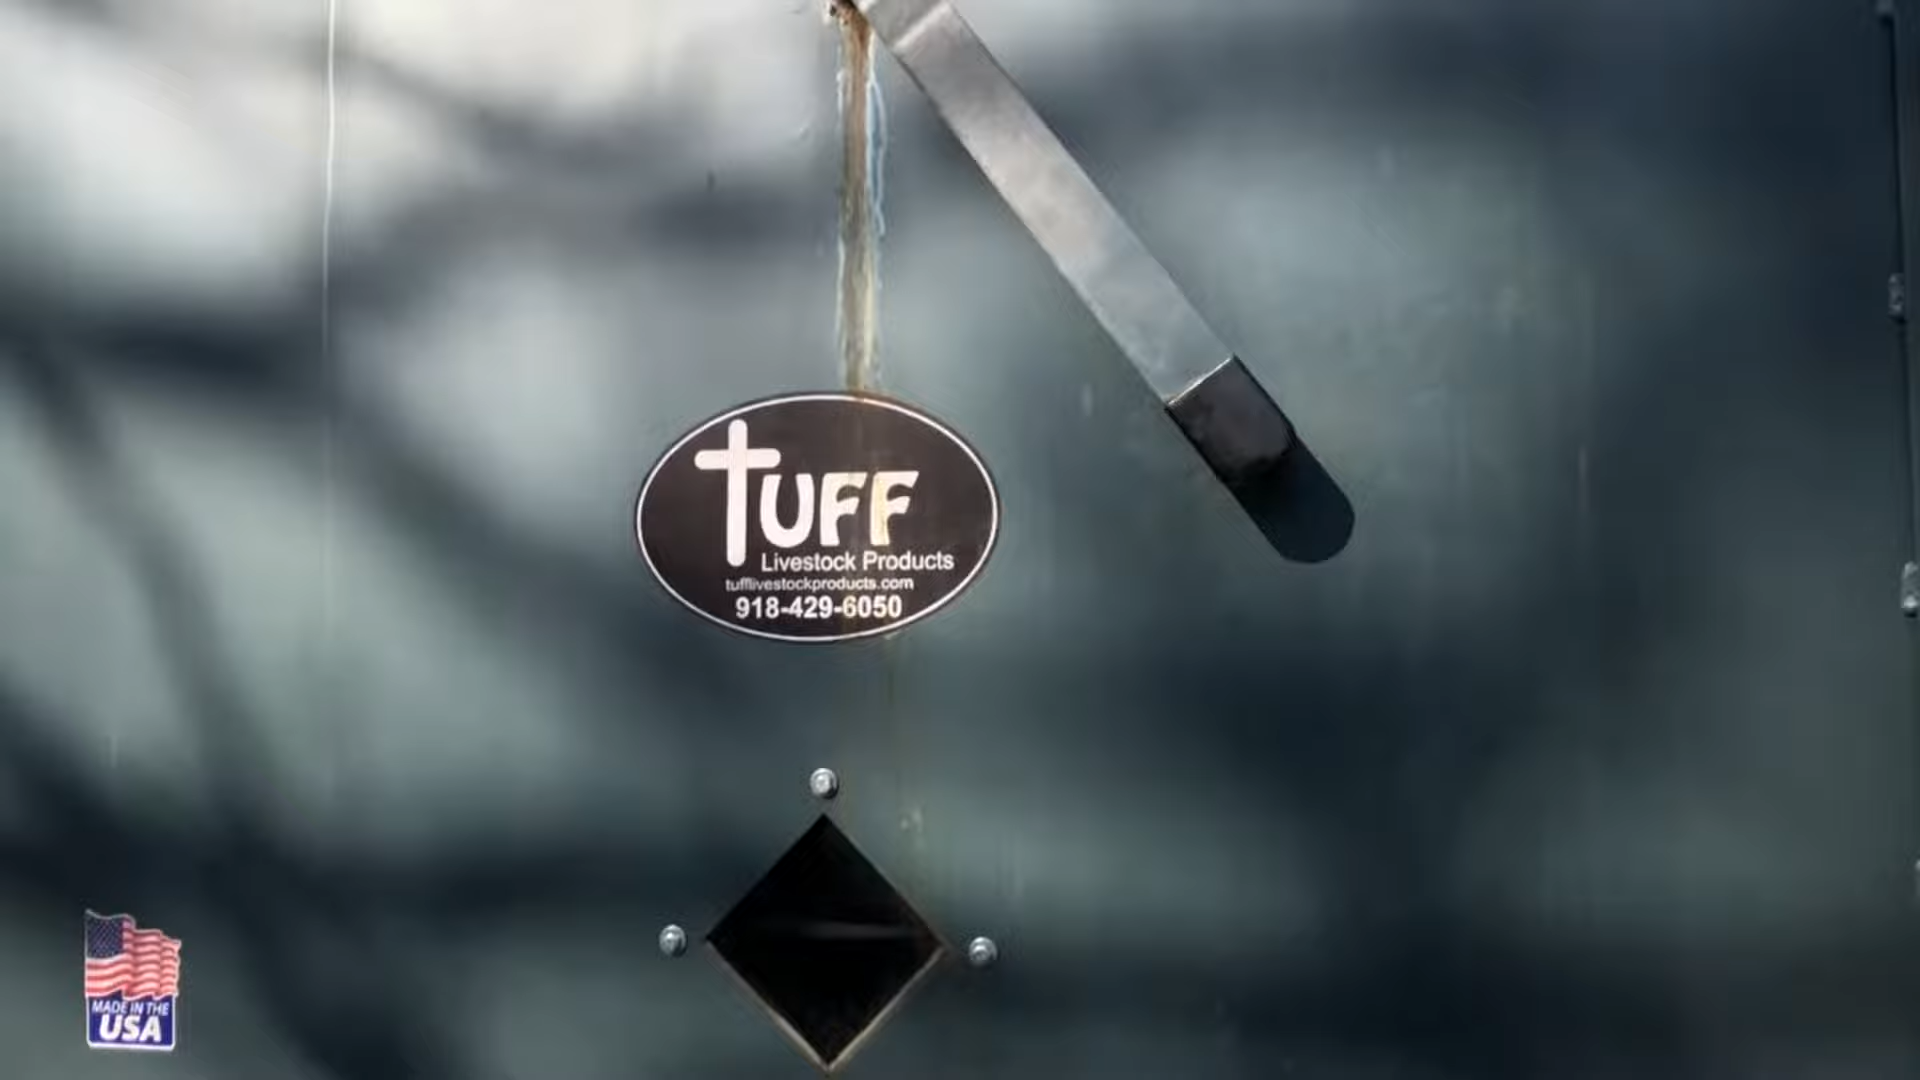 tUFF
Livestock Products
tufflivestockproducts.com
918-429-6050
MADE IN THE
USA